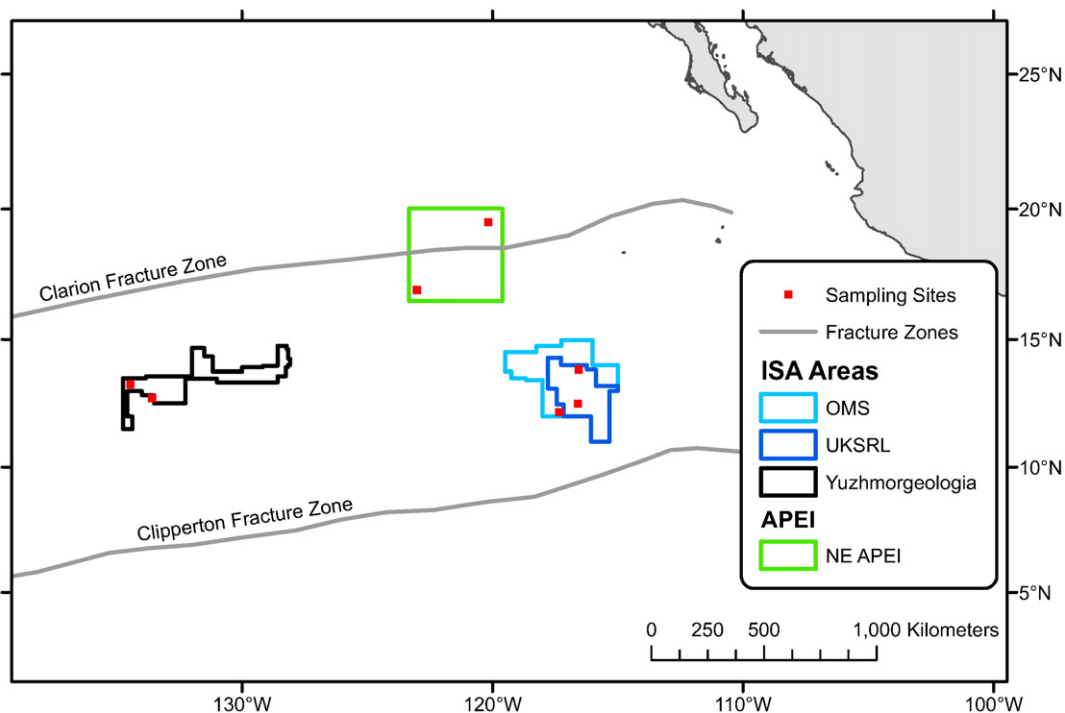 25°N
20°N
Clarion Fracture Zone
Sampling Sites
Fracture Zones
15°N
ISA Areas
OMS
UKSRL
10°N
Yuzhmorgeologia
Clipperton Fracture Zone
APEI
NE APEI
5°N
0 250 500 1,000 Kilometers
130°W 120°W 110°W 100°W